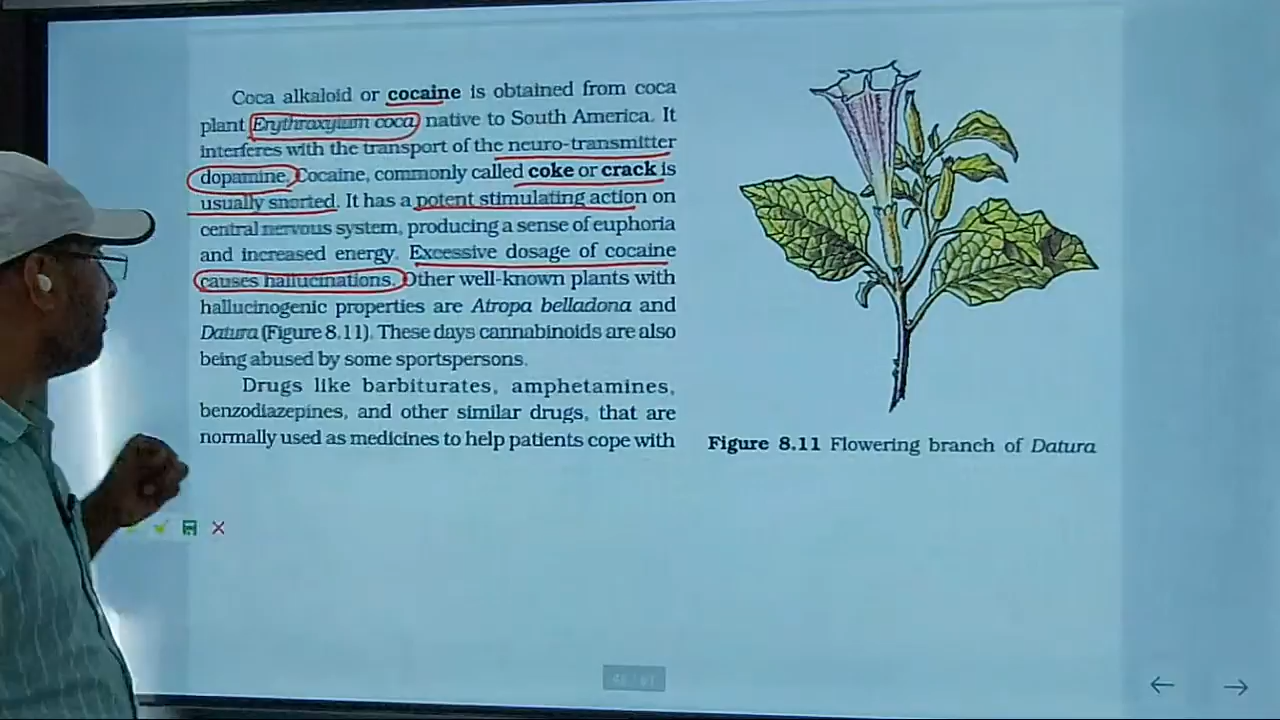 Coca alkaloid or cocaine is obtained from coca
plant Erythroxylum coca, native to South America. It
interferes with the transport of the neuro-transmitter
dopamine. Cocaine, commonly called coke or crack is
usually snorted. It has a potent stimulating action on
central nervous system, producing a sense of euphoria
and increased energy. Excessive dosage of cocaine
causes hallucinations. Other well-known plants with
hallucinogenic properties are Atropa belladona and
Datura (Figure 8.11). These days cannabinoids are also
being abused by some sportspersons.
Drugs like barbiturates, amphetamines,
benzodiazepines, and other similar drugs, that are
normally used as medicines to help patients cope with
Figure 8.11 Flowering branch of Datura